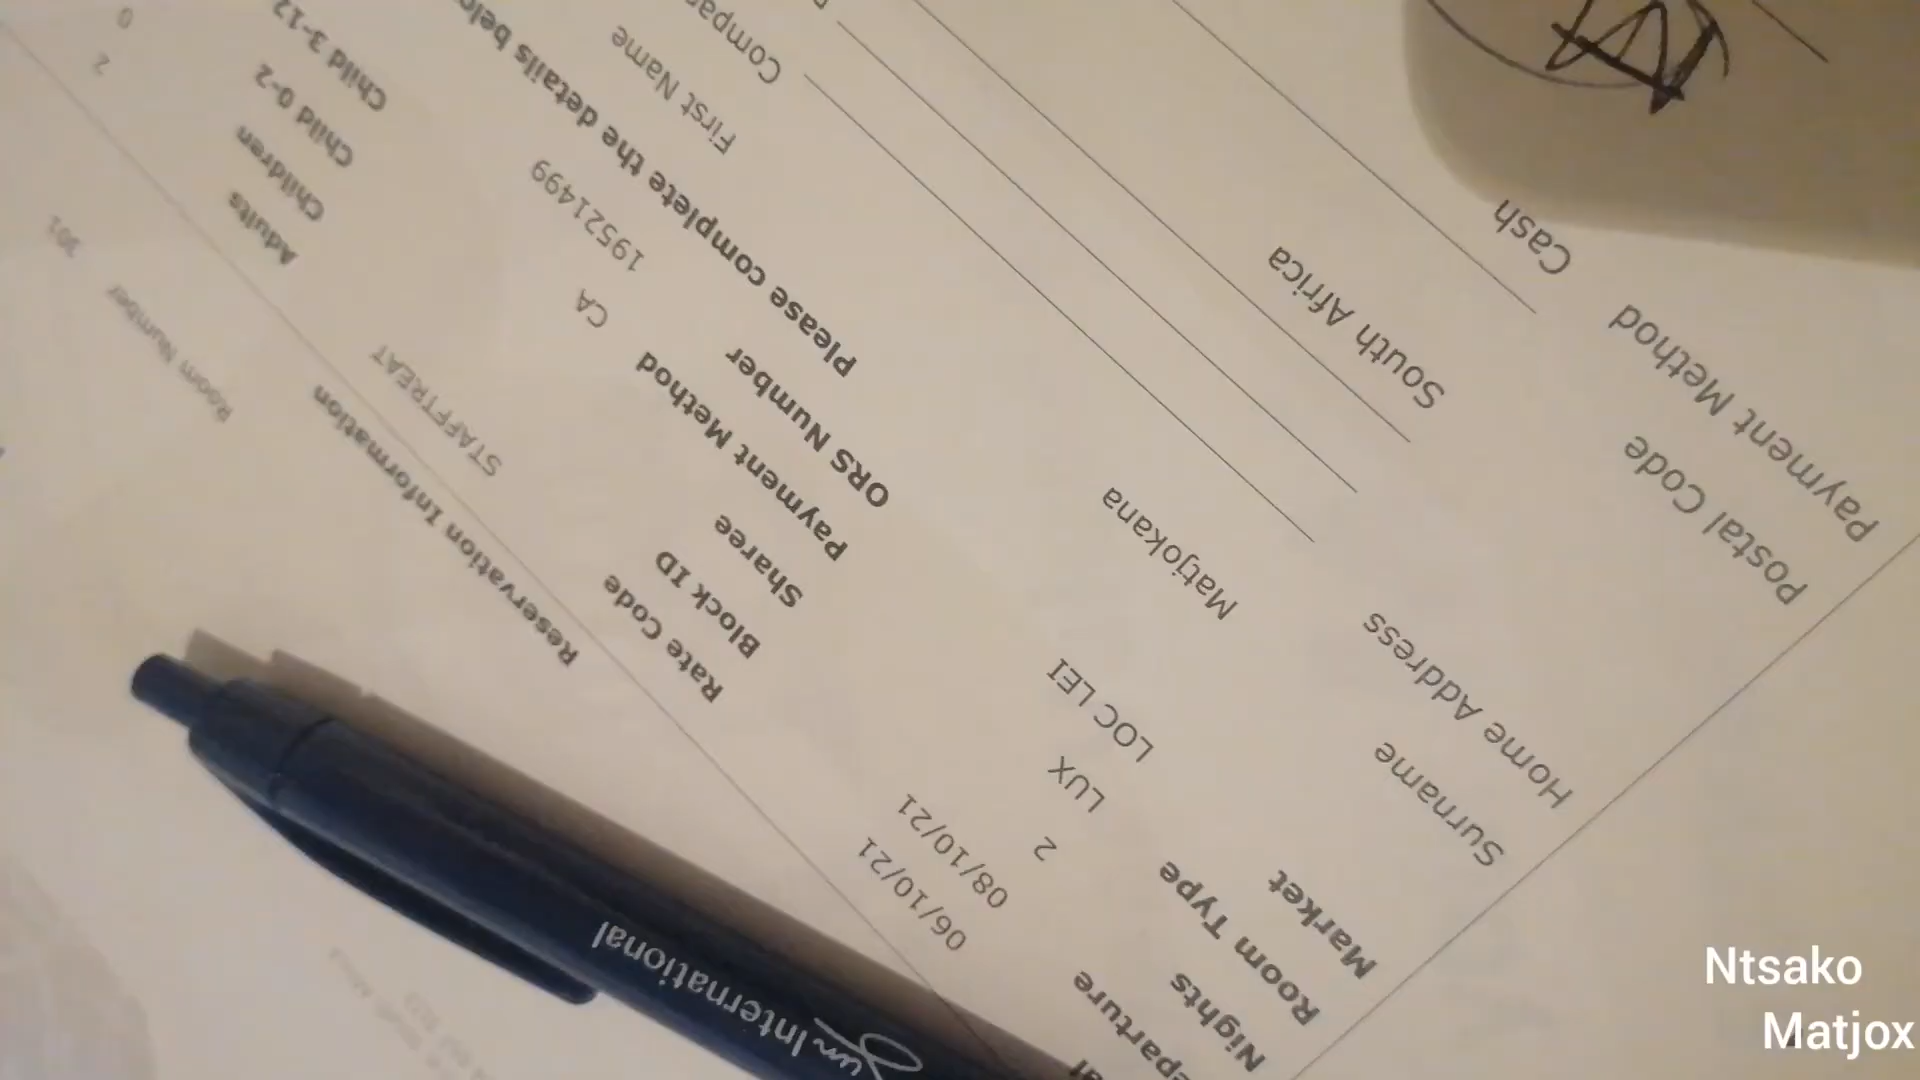 Room Number
301
Reservation Information
Adults
2
Children
0
Child 0-2
Child 3-12
Rate Code
STAFFTREAT
Block ID
Sharee
Payment Method
CA
ORS Number
19521499
06/10/21
08/10/21
Nights
2
Room Type
LUX
Market
LOC LEI
Please complete the details
Surname
Matjokana
First Name
Home Address
South Africa
Postal Code
Payment Method
Cash
Sun International
Ntsako
Matjox